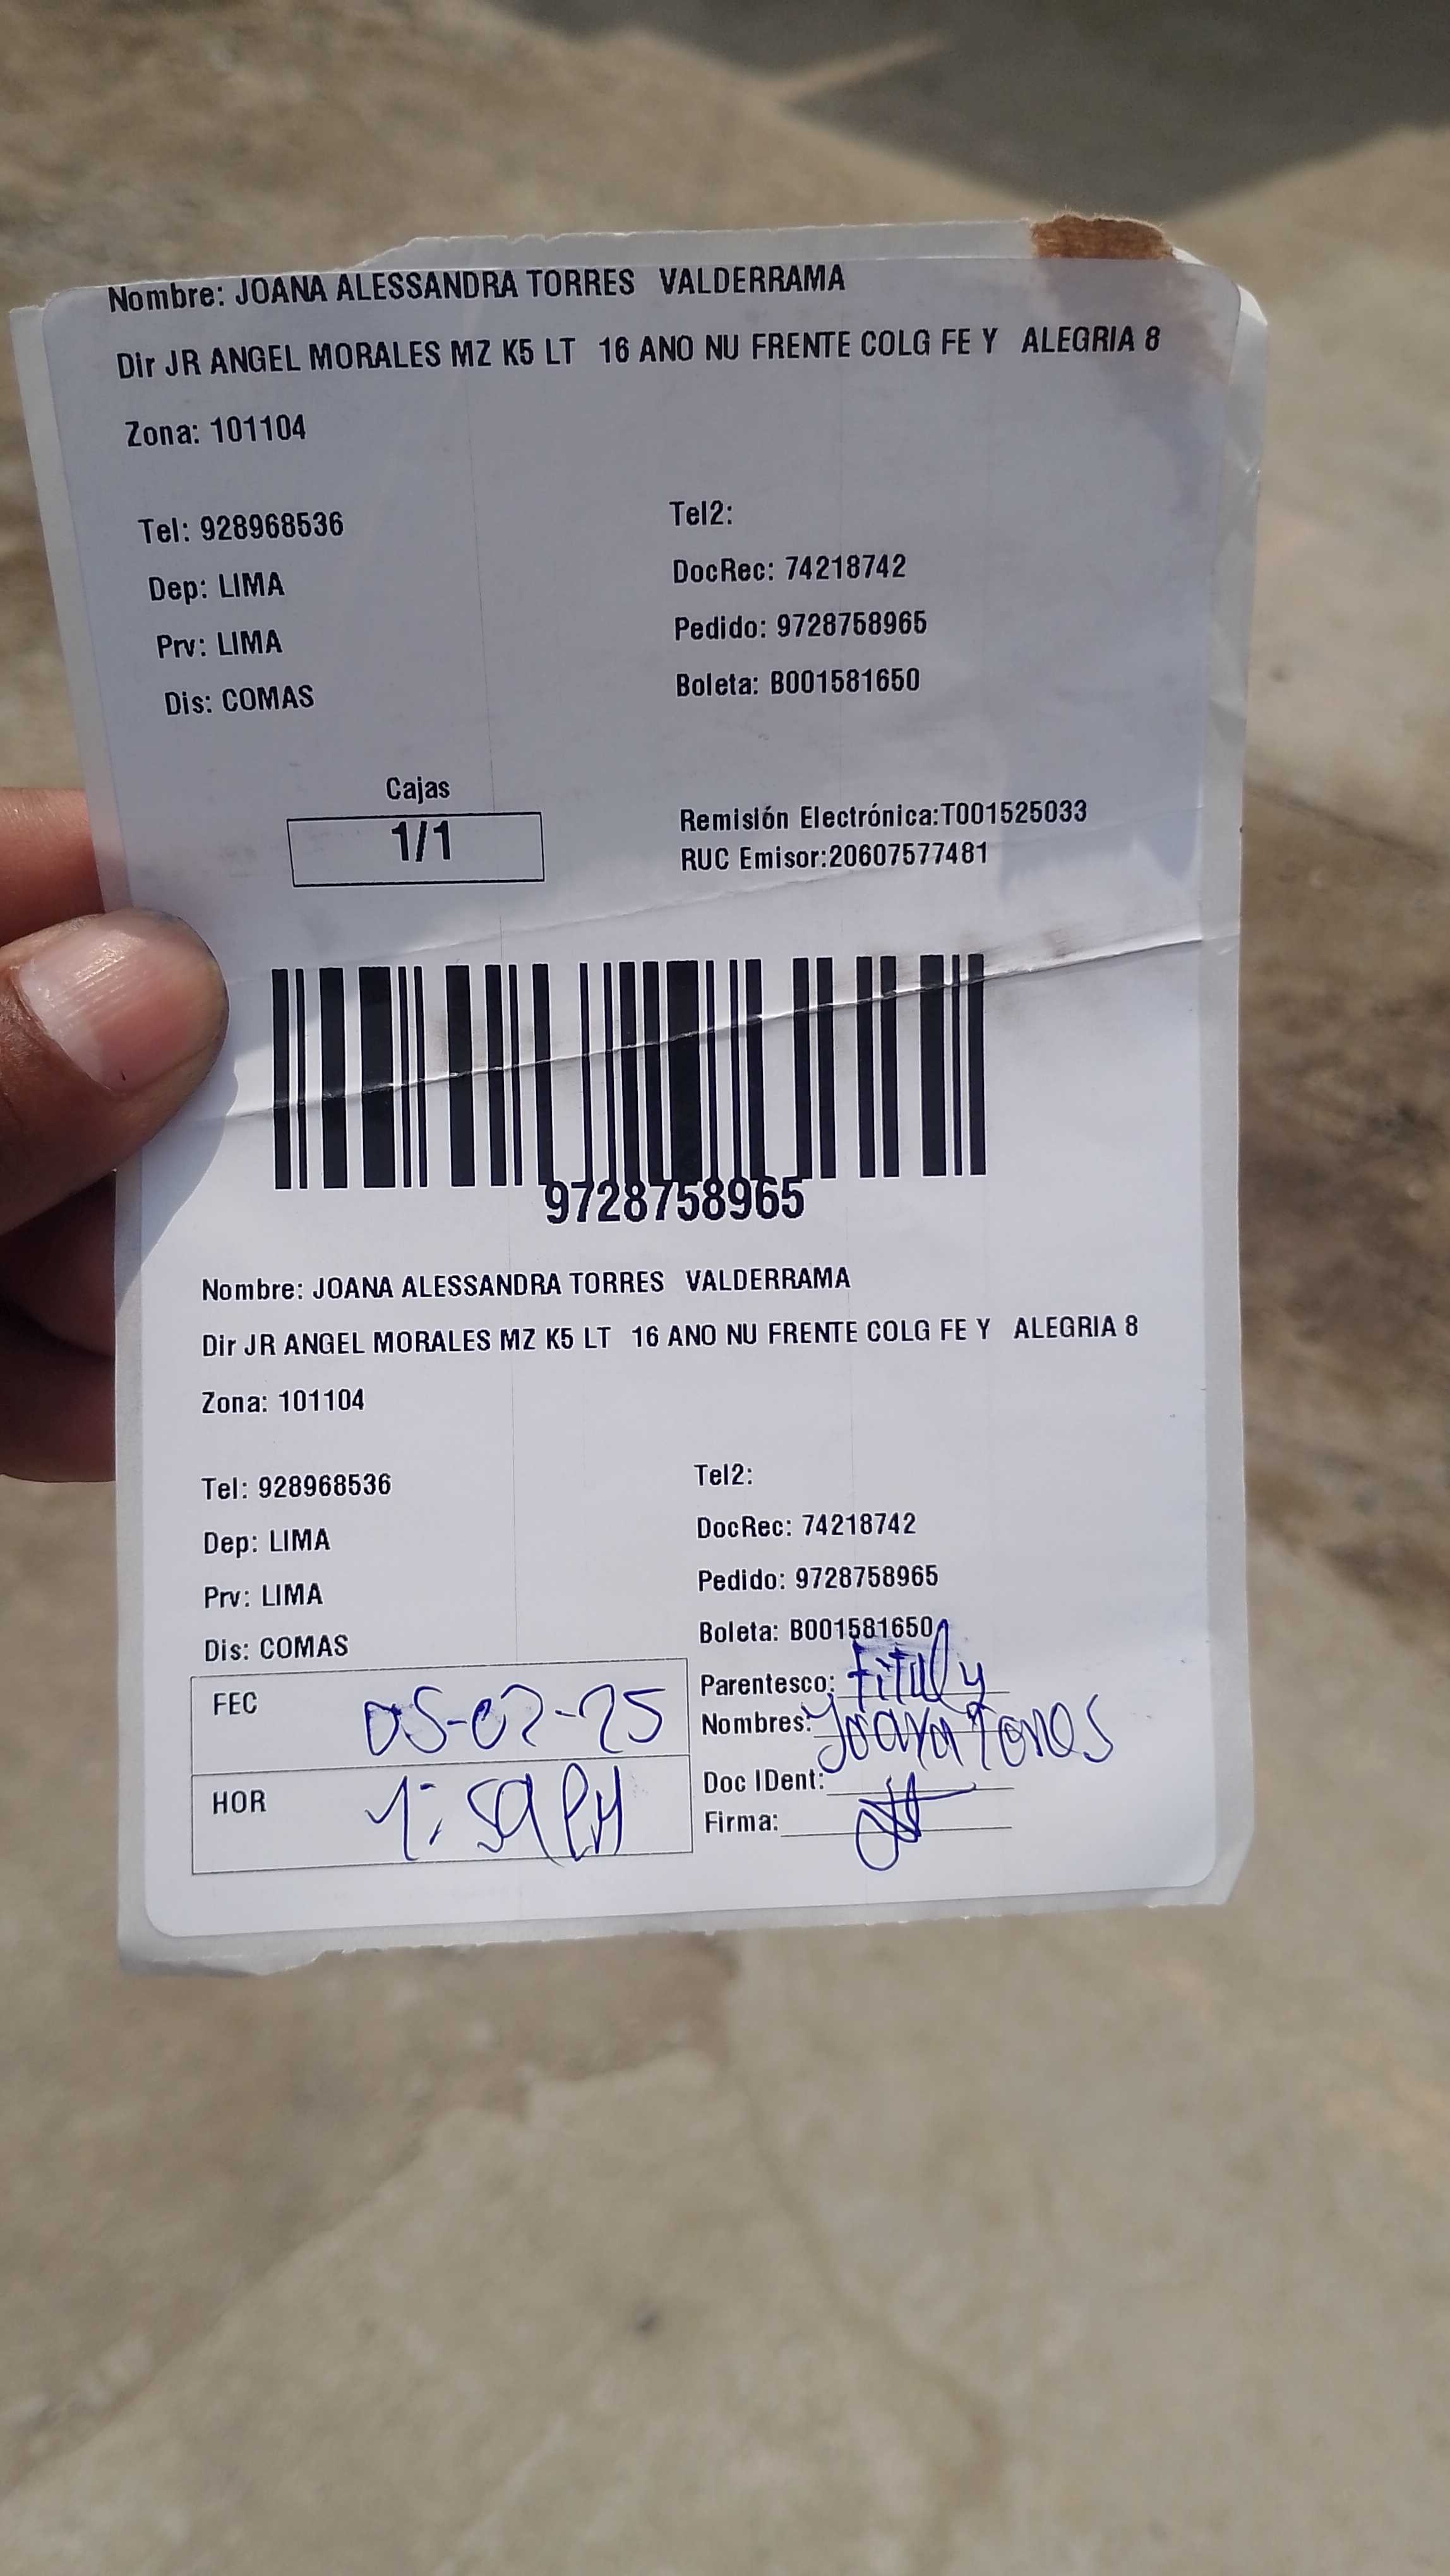 Nombre: JOANA ALESSANDRA TORRES VALDERRAMA
Dir JR ANGEL MORALES MZ K5 LT 16 ANO NU FRENTE COLG FE Y ALEGRIA 8
Zona: 101104
Tel: 928968536
Tel2:
Dep: LIMA
DocRec: 74218742
Prv: LIMA
Pedido: 9728758965
Dis: COMAS
Boleta: B001581650
Cajas
1/1
Remisión Electrónica:T001525033
RUC Emisor:20607577481
9728758965
Nombre: JOANA ALESSANDRA TORRES VALDERRAMA
Dir JR ANGEL MORALES MZ K5 LT 16 ANO NU FRENTE COLG FE Y ALEGRIA 8
Zona: 101104
Tel: 928968536
Tel2:
Dep: LIMA
DocRec: 74218742
Prv: LIMA
Pedido: 9728758965
Dis: COMAS
Boleta: B001581650
FEC 05-02-25
Parentesco:
Nombres: Joana Torres
HOR 1:59 PM
Doc IDent:
Firma: